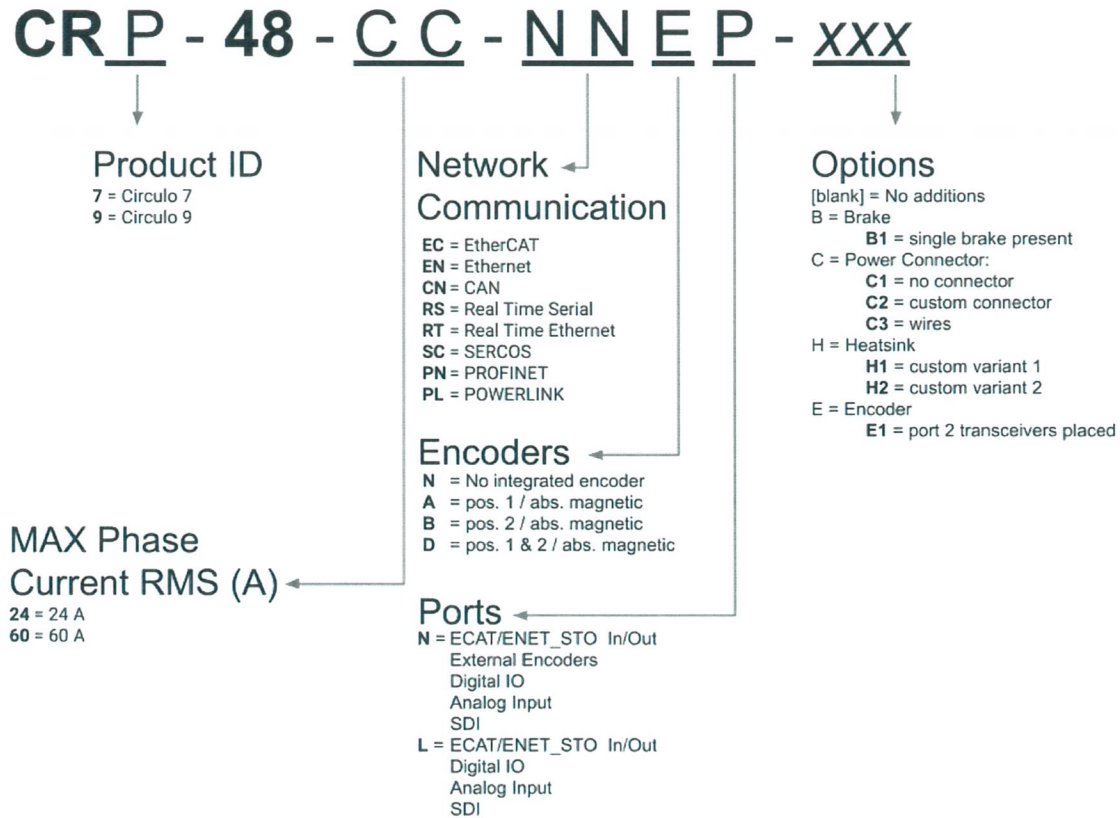 CR P - 48 - C C - N N E P - xxx
Product ID
7 = Circulo 7
9 = Circulo 9
MAX Phase
Current RMS (A)
24 = 24 A
60 = 60 A
Network
Communication
EC = EtherCAT
EN = Ethernet
CN = CAN
RS = Real Time Serial
RT = Real Time Ethernet
SC = SERCOS
PN = PROFINET
PL = POWERLINK
Encoders
N = No integrated encoder
A = pos. 1 / abs. magnetic
B = pos. 2 / abs. magnetic
D = pos. 1 & 2 / abs. magnetic
Ports
N = ECAT/ENET_STO In/Out
External Encoders
Digital IO
Analog Input
SDI
L = ECAT/ENET_STO In/Out
Digital IO
Analog Input
SDI
Options
[blank] = No additions
B = Brake
B1 = single brake present
C = Power Connector:
C1 = no connector
C2 = custom connector
C3 = wires
H = Heatsink
H1 = custom variant 1
H2 = custom variant 2
E = Encoder
E1 = port 2 transceivers placed